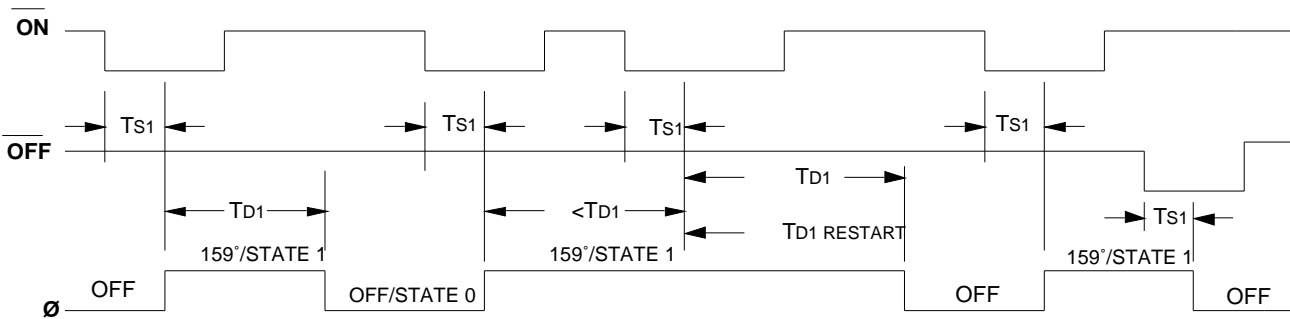 ON
TS1 TS1 TS1 TS1
OFF
TD1
TD1 <TD1 TS1
TD1 RESTART
159°/STATE 1 159°/STATE 1 159°/STATE 1
OFF OFF/STATE 0 OFF OFF
Ø